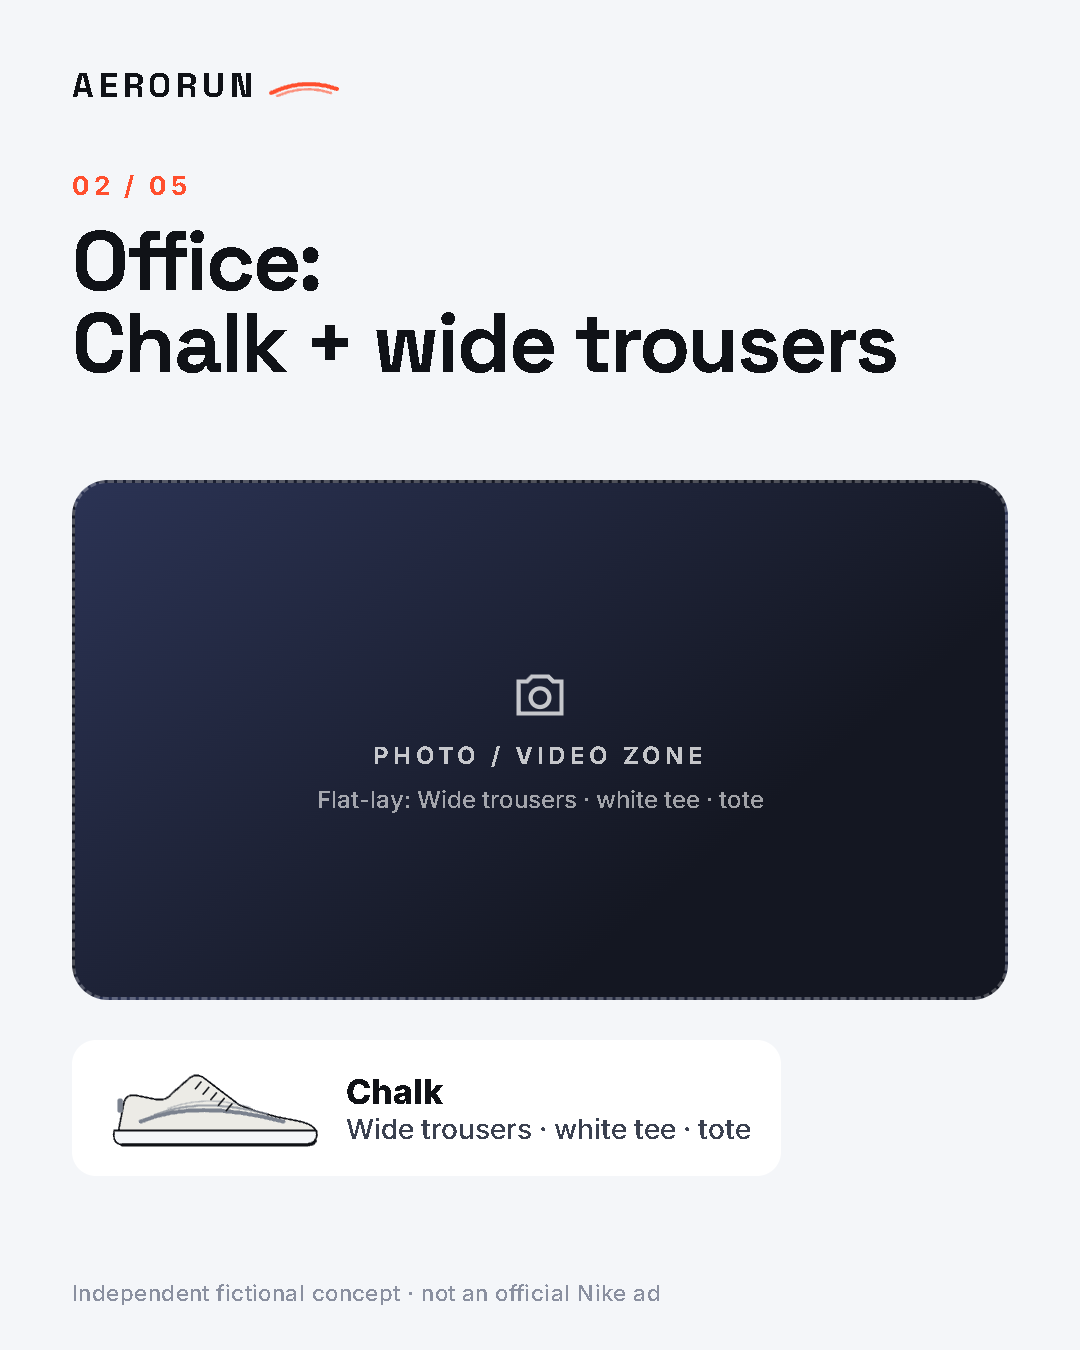 AERORUN
02 / 05
Office:
Chalk + wide trousers
PHOTO / VIDEO ZONE
Flat-lay: Wide trousers · white tee · tote
Chalk
Wide trousers · white tee · tote
Independent fictional concept · not an official Nike ad